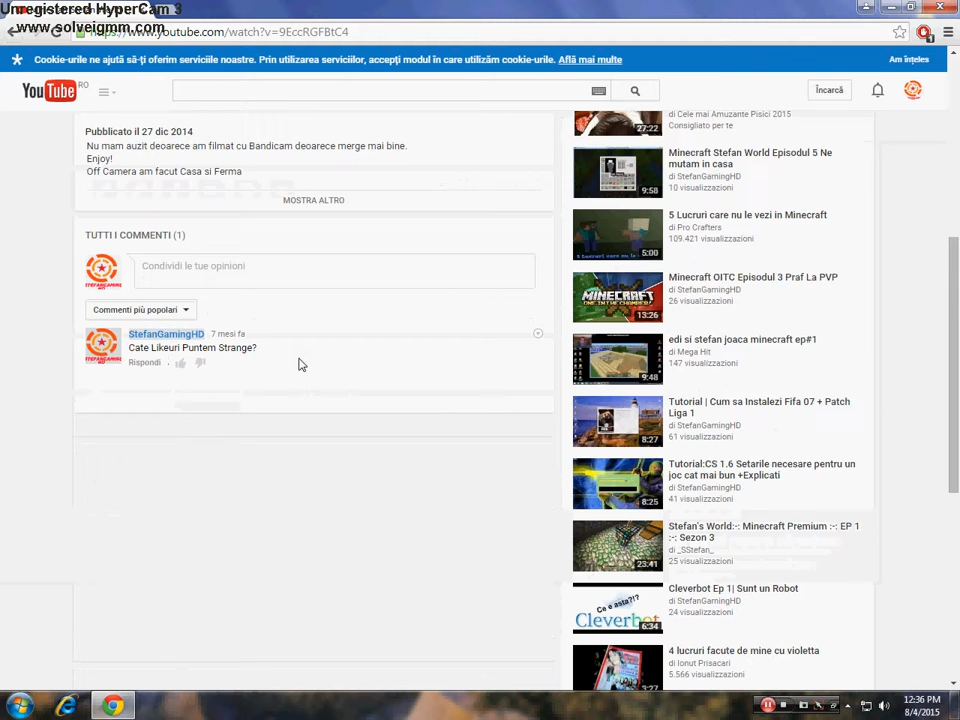 Unregistered HyperCam 3
www.solveigmm.com
https://www.youtube.com/watch?v=9EccRGFBtC4
Cookie-urile ne ajută să-ți oferim serviciile noastre. Prin utilizarea serviciilor, accepți modul în care utilizăm cookie-urile. Află mai multe
Am înțeles
YouTube RO
Încarcă
Pubblicato il 27 dic 2014
Nu mam auzit deoarece am filmat cu Bandicam deoarece merge mai bine.
Enjoy!
Off Camera am facut Casa si Ferma
MOSTRA ALTRO
TUTTI I COMMENTI (1)
Condividi le tue opinioni
Commenti più popolari
StefanGamingHD 7 mesi fa
Cate Likeuri Puntem Strange?
Rispondi
di Cele mai Amuzante Pisici 2015
Consigliato per te
27:22
Minecraft Stefan World Episodul 5 Ne
mutam in casa
di StefanGamingHD
10 visualizzazioni
9:58
5 Lucruri care nu le vezi in Minecraft
di Pro Crafters
109.421 visualizzazioni
5:00
Minecraft OITC Episodul 3 Praf La PVP
di StefanGamingHD
26 visualizzazioni
MINECRAFT
13:26
edi si stefan joaca minecraft ep#1
di Mega Hit
147 visualizzazioni
9:48
Tutorial | Cum sa Instalezi Fifa 07 + Patch
Liga 1
di StefanGamingHD
61 visualizzazioni
8:27
Tutorial:CS 1.6 Setarile necesare pentru un
joc cat mai bun +Explicati
di StefanGamingHD
41 visualizzazioni
8:25
Stefan's World:-: Minecraft Premium :-: EP 1
:-: Sezon 3
di _SStefan_
25 visualizzazioni
23:41
Cleverbot Ep 1| Sunt un Robot
di StefanGamingHD
24 visualizzazioni
Ce e asta?!?
Cleverbot
6:34
4 lucruri facute de mine cu violetta
di Ionut Prisacari
5.566 visualizzazioni
3:27
12:36 PM
8/4/2015